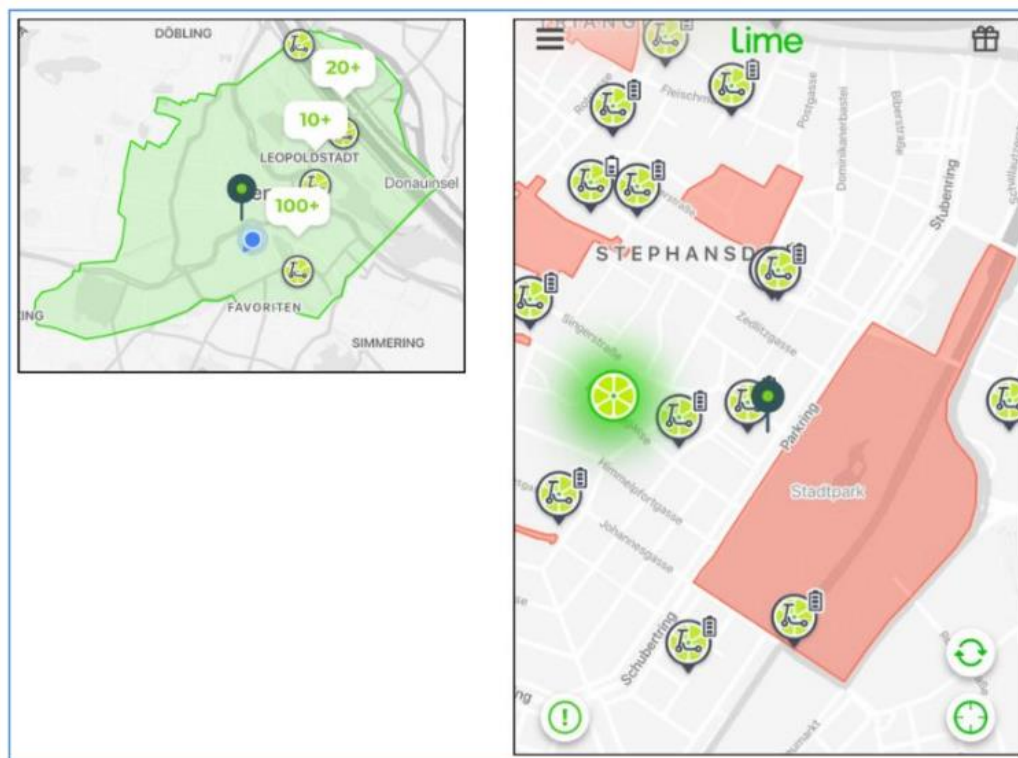 DÖBLING
20+
10+
LEOPOLDSTADT
Donauinsel
100+
FAVORITEN
SIMMERING
Lime
Fleischm
Postgasse
Dominikanerbastei
Biberstraße
Stubenring
STEPHANSD
Zedlitzgasse
Singerstraße
Parkring
Himmelpfortgasse
Stadtpark
Johannesgasse
Schubertring
!